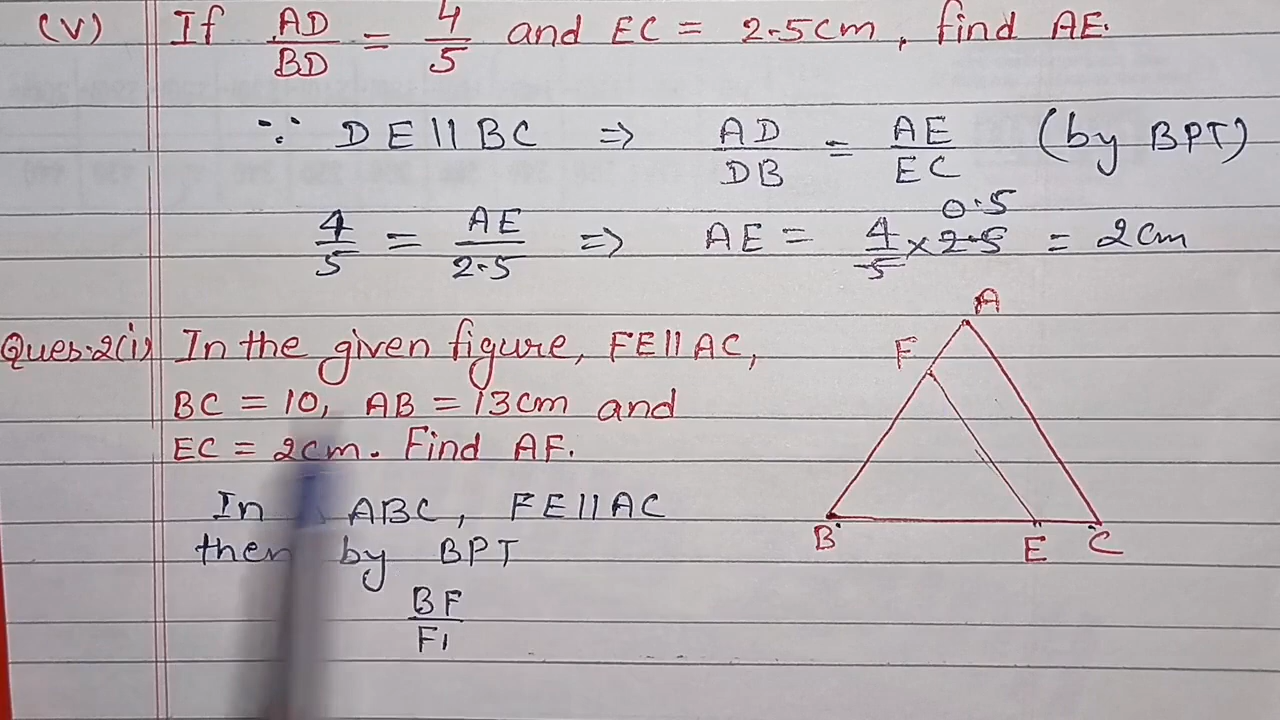 (V) If AD/BD = 4/5 and EC = 2.5cm, find AE.
∵ DE||BC ⇒ AD/DB = AE/EC (by BPT)
4/5 = AE/2.5 ⇒ AE = 4/5 × 2.5 0.5 = 2cm
Ques.2(i) In the given figure, FE||AC,
BC = 10, AB = 13cm and
EC = 2cm. Find AF.
In ABC, FE||AC
then by BPT
BF
A
F
B
E
C